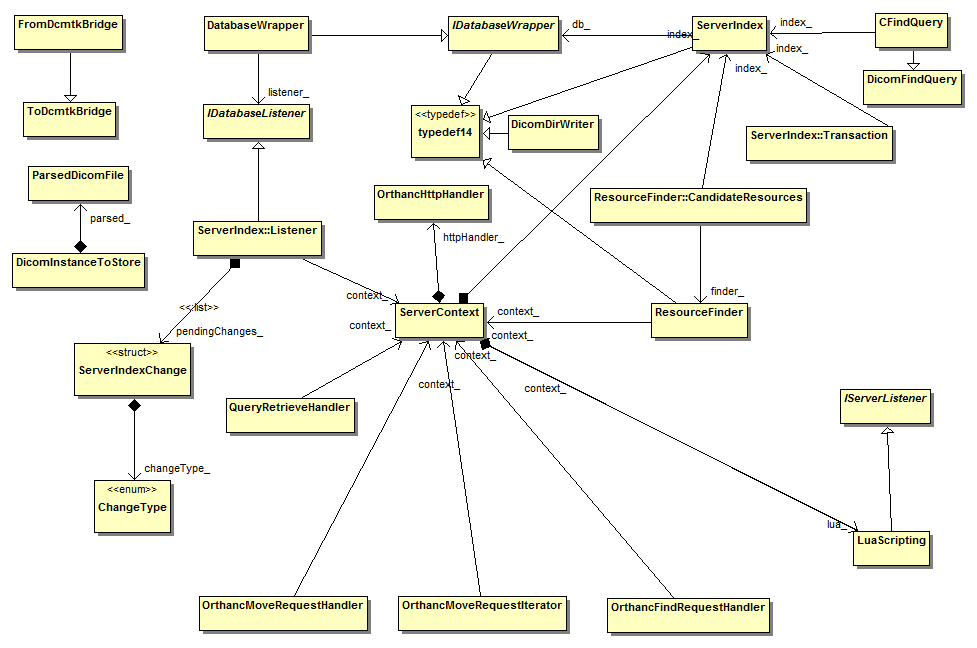 FromDcmtkBridge
DatabaseWrapper
IDatabaseWrapper
db_
ServerIndex
index_
index_
CFindQuery
index_
index_
DicomFindQuery
listener_
ToDcmtkBridge
IDatabaseListener
<<typedef>>
typedef14
DicomDirWriter
ServerIndex::Transaction
ParsedDicomFile
parsed_
OrthancHttpHandler
ResourceFinder::CandidateResources
ServerIndex::Listener
httpHandler_
DicomInstanceToStore
context_
finder_
<<list>>
pendingChanges_
ServerContext
context_
ResourceFinder
context_
context_
context_
<<struct>>
ServerIndexChange
context_
context_
QueryRetrieveHandler
IServerListener
changeType_
<<enum>>
ChangeType
lua_
LuaScripting
OrthancMoveRequestHandler
OrthancMoveRequestIterator
OrthancFindRequestHandler